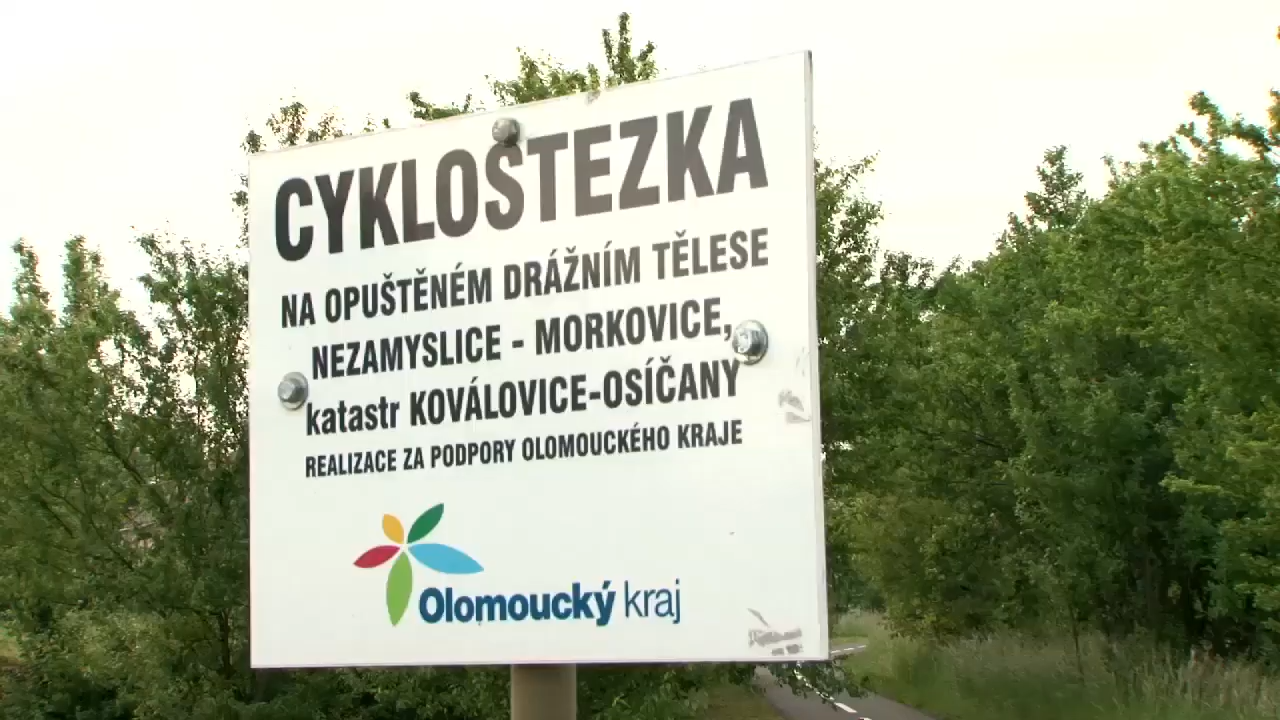 CYKLOSTEZKA
NA OPUŠTĚNÉM DRÁŽNÍM TĚLESE
NEZAMYSLICE - MORKOVICE,
katastr KOVÁLOVICE-OSÍČANY
REALIZACE ZA PODPORY OLOMOUCKÉHO KRAJE
Olomoucký kraj